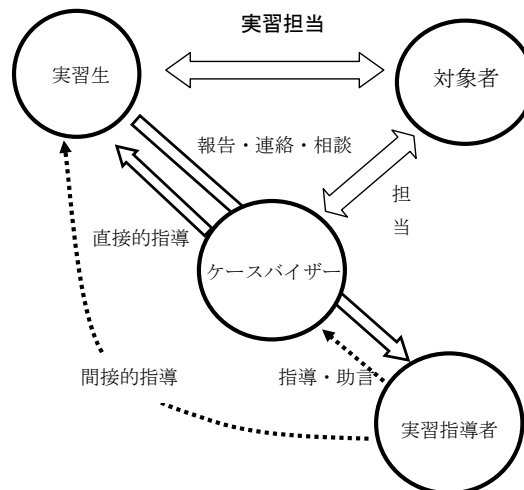 実習担当
実習生
対象者
報告・連絡・相談
担
当
直接的指導
ケースバイザー
間接的指導
指導・助言
実習指導者